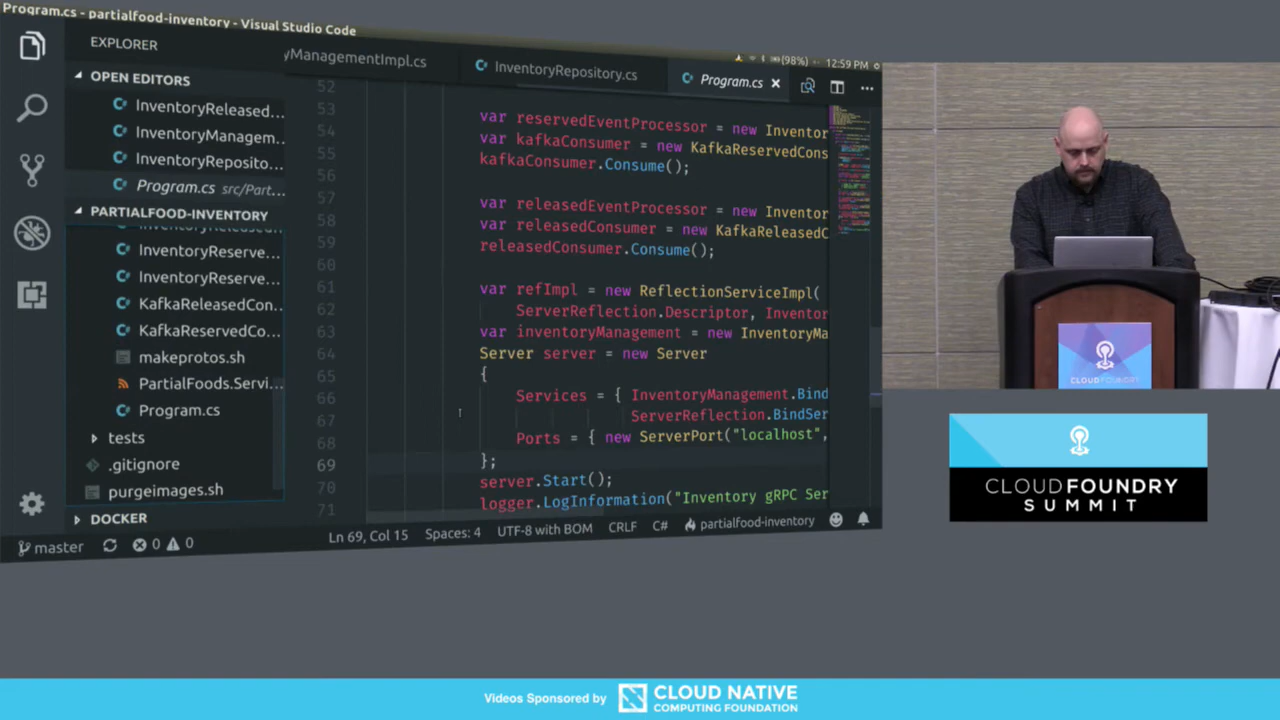 Program.cs - partialfood-inventory - Visual Studio Code
EXPLORER
OPEN EDITORS
InventoryReleased...
InventoryManagem...
InventoryReposito...
Program.cs src/Part...
PARTIALFOOD-INVENTORY
InventoryReleased...
InventoryReserve...
InventoryReserve...
KafkaReleasedCon...
KafkaReservedCo...
makeprotos.sh
PartialFoods.Servi...
Program.cs
tests
.gitignore
purgeimages.sh
DOCKER
master
0
0
(98%)
12:59 PM
yManagementImpl.cs
InventoryRepository.cs
Program.cs
52
53
54 var reservedEventProcessor = new Inventor
55 var kafkaConsumer = new KafkaReservedCons
56 kafkaConsumer.Consume();
57
58 var releasedEventProcessor = new Inventor
59 var releasedConsumer = new KafkaReleasedC
60 releasedConsumer.Consume();
61 var refImpl = new ReflectionServiceImpl(
62 ServerReflection.Descriptor, Inventor
63 var inventoryManagement = new InventoryMa
64 Server server = new Server
65 {
66 Services = { InventoryManagement.Bind
67 ServerReflection.BindSer
68 Ports = { new ServerPort("localhost",
69 };
70 server.Start();
71 logger.LogInformation("Inventory gRPC Ser
Ln 69, Col 15
Spaces: 4
UTF-8 with BOM
CRLF
C#
partialfood-inventory
CLOUDFOUNDRY
CLOUDFOUNDRY
SUMMIT
Videos Sponsored by
CLOUD NATIVE
COMPUTING FOUNDATION